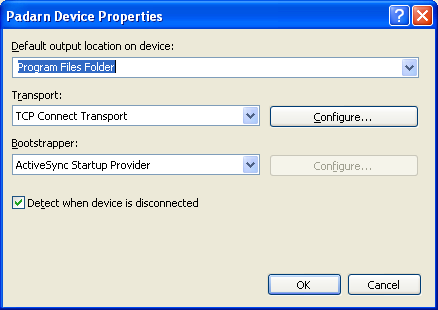 Padarn Device Properties
Default output location on device:
Program Files Folder
Transport:
TCP Connect Transport
Configure...
Bootstrapper:
ActiveSync Startup Provider
Configure...
Detect when device is disconnected
OK
Cancel